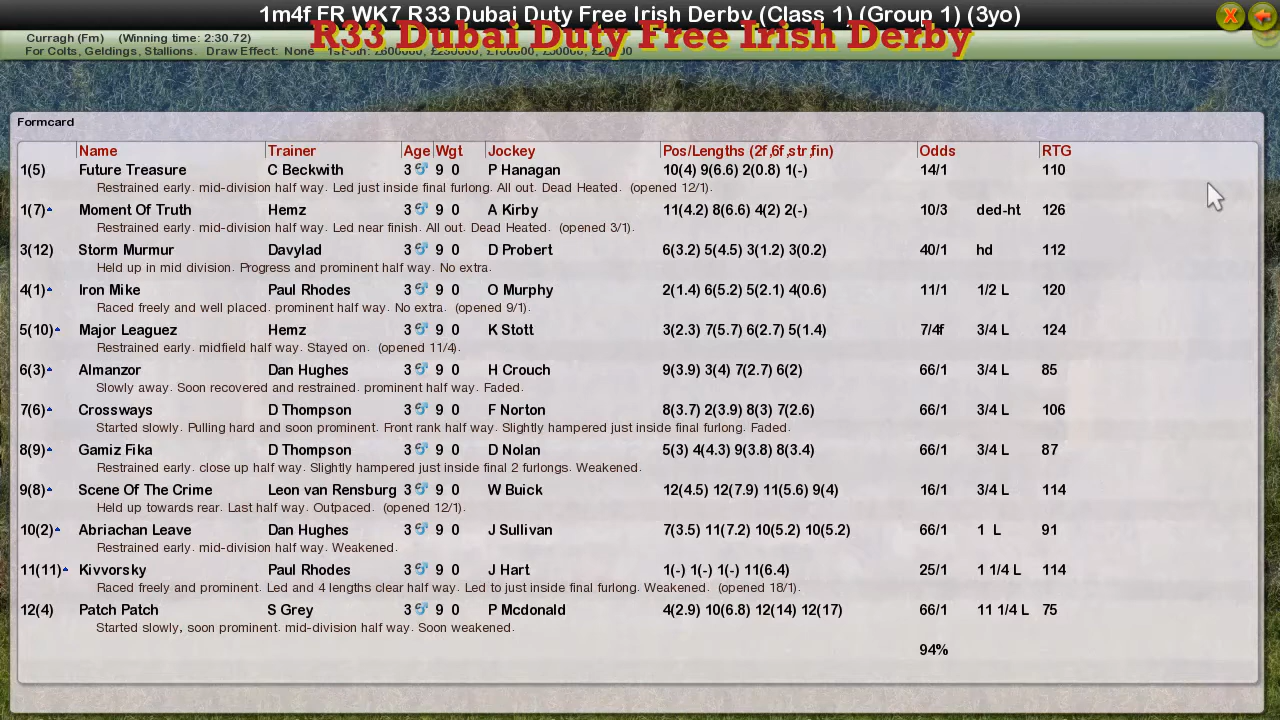 1m4f FR WK7 R33 Dubai Duty Free Irish Derby (Class 1) (Group 1) (3yo)
R33 Dubai Duty Free Irish Derby
Curragh (Fm) (Winning time: 2:30.72)
For Colts, Geldings, Stallions. Draw Effect: None 1st-5th: £600000, £250000, £100000, £50000, £20000
Formcard
Name Trainer Age Wgt Jockey Pos/Lengths (2f,6f,str,fin) Odds RTG
1(5) Future Treasure C Beckwith 3 9 0 P Hanagan 10(4) 9(6.6) 2(0.8) 1(-) 14/1 110
Restrained early. mid-division half way. Led just inside final furlong. All out. Dead Heated. (opened 12/1).
1(7) Moment Of Truth Hemz 3 9 0 A Kirby 11(4.2) 8(6.6) 4(2) 2(-) 10/3 ded-ht 126
Restrained early. mid-division half way. Led near finish. All out. Dead Heated. (opened 3/1).
3(12) Storm Murmur Davylad 3 9 0 D Probert 6(3.2) 5(4.5) 3(1.2) 3(0.2) 40/1 hd 112
Held up in mid division. Progress and prominent half way. No extra.
4(1) Iron Mike Paul Rhodes 3 9 0 O Murphy 2(1.4) 6(5.2) 5(2.1) 4(0.6) 11/1 1/2 L 120
Raced freely and well placed. prominent half way. No extra. (opened 9/1).
5(10) Major Leaguez Hemz 3 9 0 K Stott 3(2.3) 7(5.7) 6(2.7) 5(1.4) 7/4f 3/4 L 124
Restrained early. midfield half way. Stayed on. (opened 11/4).
6(3) Almanzor Dan Hughes 3 9 0 H Crouch 9(3.9) 3(4) 7(2.7) 6(2) 66/1 3/4 L 85
Slowly away. Soon recovered and restrained. prominent half way. Faded.
7(6) Crossways D Thompson 3 9 0 F Norton 8(3.7) 2(3.9) 8(3) 7(2.6) 66/1 3/4 L 106
Started slowly. Pulling hard and soon prominent. Front rank half way. Slightly hampered just inside final furlong. Faded.
8(9) Gamiz Fika D Thompson 3 9 0 D Nolan 5(3) 4(4.3) 9(3.8) 8(3.4) 66/1 3/4 L 87
Restrained early. close up half way. Slightly hampered just inside final 2 furlongs. Weakened.
9(8) Scene Of The Crime Leon van Rensburg 3 9 0 W Buick 12(4.5) 12(7.9) 11(5.6) 9(4) 16/1 3/4 L 114
Held up towards rear. Last half way. Outpaced. (opened 12/1).
10(2) Abriachan Leave Dan Hughes 3 9 0 J Sullivan 7(3.5) 11(7.2) 10(5.2) 10(5.2) 66/1 1 L 91
Restrained early. mid-division half way. Weakened.
11(11) Kivvorsky Paul Rhodes 3 9 0 J Hart 1(-) 1(-) 1(-) 11(6.4) 25/1 1 1/4 L 114
Raced freely and prominent. Led and 4 lengths clear half way. Led to just inside final furlong. Weakened. (opened 18/1).
12(4) Patch Patch S Grey 3 9 0 P Mcdonald 4(2.9) 10(6.8) 12(14) 12(17) 66/1 11 1/4 L 75
Started slowly, soon prominent. mid-division half way. Soon weakened.
94%